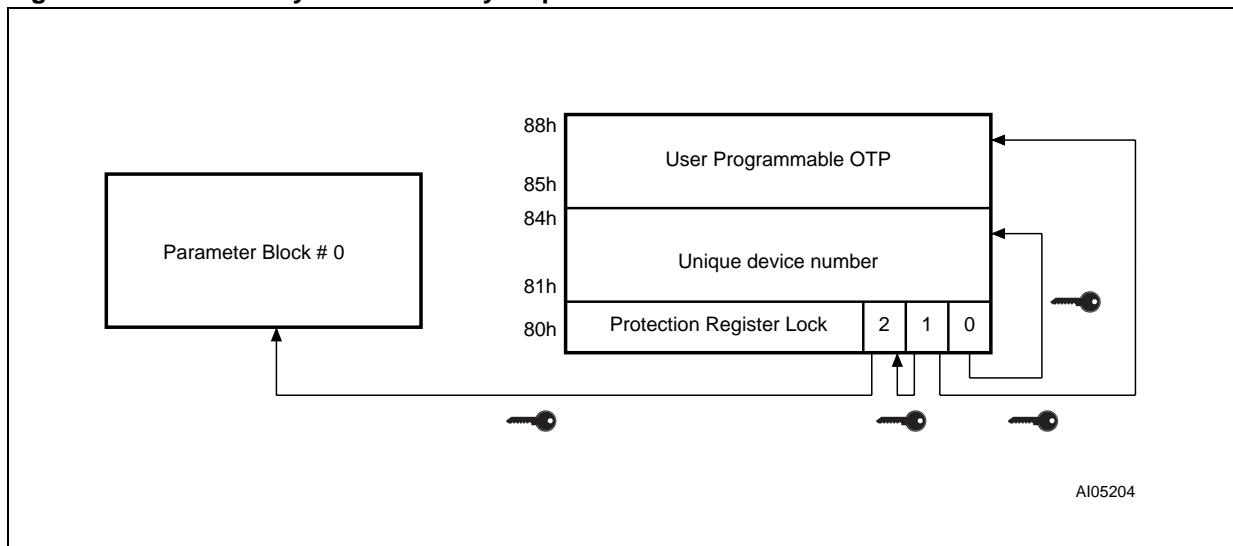 88h
User Programmable OTP
85h
84h
Parameter Block # 0
Unique device number
81h
80h
Protection Register Lock 2 1 0
AI05204